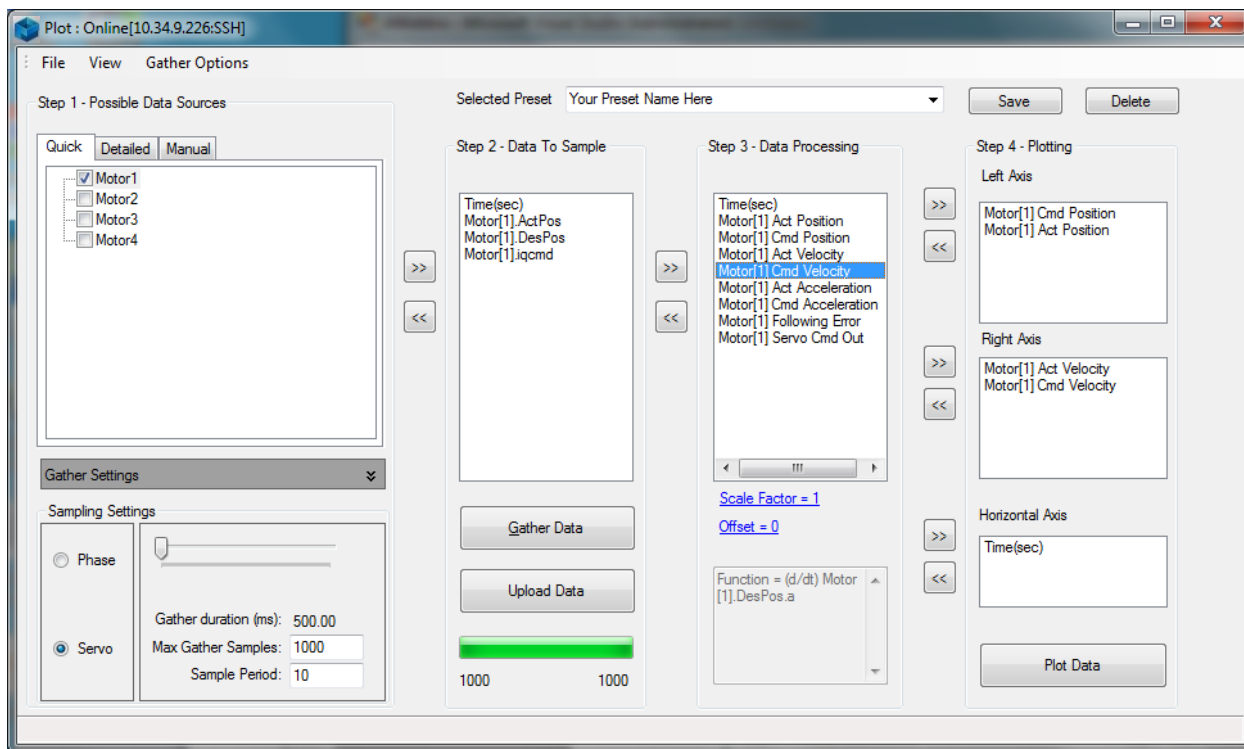 Plot : Online[10.34.9.226:SSH]
File View Gather Options
Step 1 - Possible Data Sources
Selected Preset Your Preset Name Here
Save
Delete
Quick Detailed Manual
Motor1
Motor2
Motor3
Motor4
>>
<<
Gather Settings
Sampling Settings
Phase
Servo
Gather duration (ms): 500.00
Max Gather Samples: 1000
Sample Period: 10
Step 2 - Data To Sample
Time(sec)
Motor[1].ActPos
Motor[1].DesPos
Motor[1].iqcmd
Gather Data
Upload Data
1000 1000
>>
<<
Step 3 - Data Processing
Time(sec)
Motor[1] Act Position
Motor[1] Cmd Position
Motor[1] Act Velocity
Motor[1] Cmd Velocity
Motor[1] Act Acceleration
Motor[1] Cmd Acceleration
Motor[1] Following Error
Motor[1] Servo Cmd Out
Scale Factor = 1
Offset = 0
Function = (d/dt) Motor
[1].DesPos.a
Step 4 - Plotting
Left Axis
>>
<<
Motor[1] Cmd Position
Motor[1] Act Position
Right Axis
>>
<<
Motor[1] Act Velocity
Motor[1] Cmd Velocity
Horizontal Axis
>>
<<
Time(sec)
Plot Data